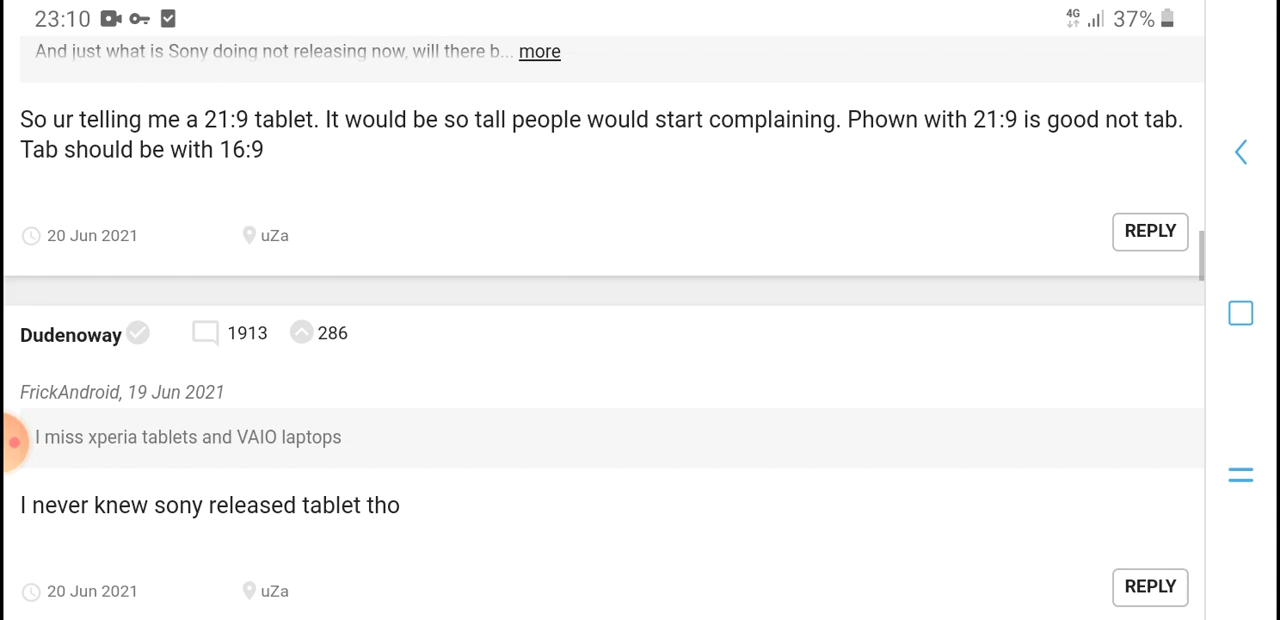 23:10 4G 37%
And just what is Sony doing not releasing now, will there b... more
So ur telling me a 21:9 tablet. It would be so tall people would start complaining. Phown with 21:9 is good not tab.
Tab should be with 16:9
20 Jun 2021 uZa REPLY
Dudenoway 1913 286
FrickAndroid, 19 Jun 2021
I miss xperia tablets and VAIO laptops
I never knew sony released tablet tho
20 Jun 2021 uZa REPLY